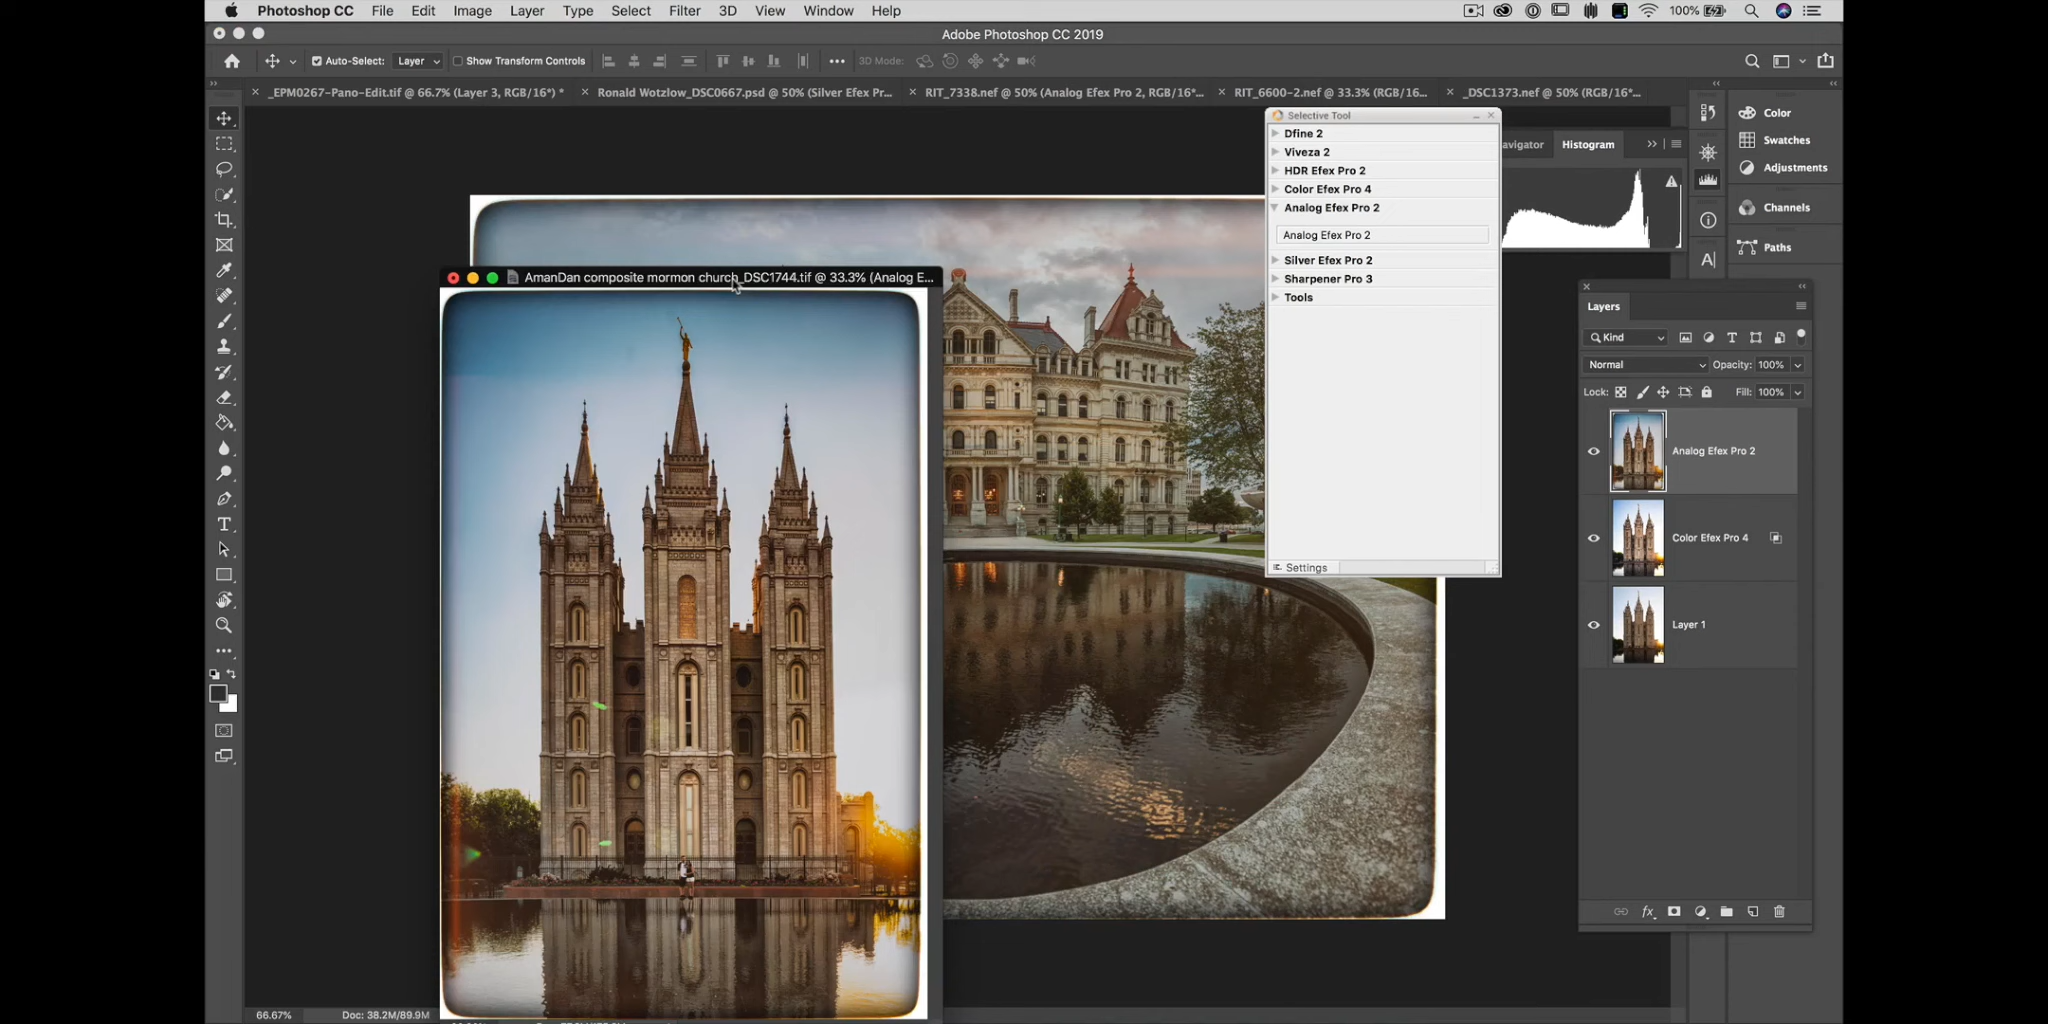 Photoshop CC File Edit Image Layer Type Select Filter 3D View Window Help 100%
Adobe Photoshop CC 2019
Auto-Select: Layer Show Transform Controls ••• 3D Mode:
_EPM0267-Pano-Edit.tif @ 66.7% (Layer 3, RGB/16*) * Ronald Wotzlow_DSC0667.psd @ 50% (Silver Efex Pr... RIT_7338.nef @ 50% (Analog Efex Pro 2, RGB/16*... RIT_6600-2.nef @ 33.3% (RGB/16... _DSC1373.nef @ 50% (RGB/16*...
Selective Tool
Dfine 2
Viveza 2
HDR Efex Pro 2
Color Efex Pro 4
Analog Efex Pro 2
Analog Efex Pro 2
Silver Efex Pro 2
Sharpener Pro 3
Tools
Settings
avigator Histogram
Color
Swatches
Adjustments
Channels
Paths
AmanDan composite mormon church_DSC1744.tif @ 33.3% (Analog E...
Layers
Kind
Normal Opacity: 100%
Lock: Fill: 100%
Analog Efex Pro 2
Color Efex Pro 4
Layer 1
fx
66.67% Doc: 38.2M/89.9M